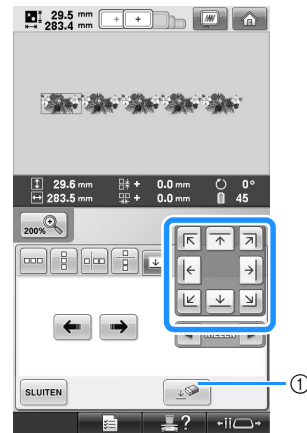 29.5 mm
283.4 mm
29.6 mm + 0.0 mm 0°
283.5 mm + 0.0 mm 45
200%
KIEZEN
SLUITEN
①
?